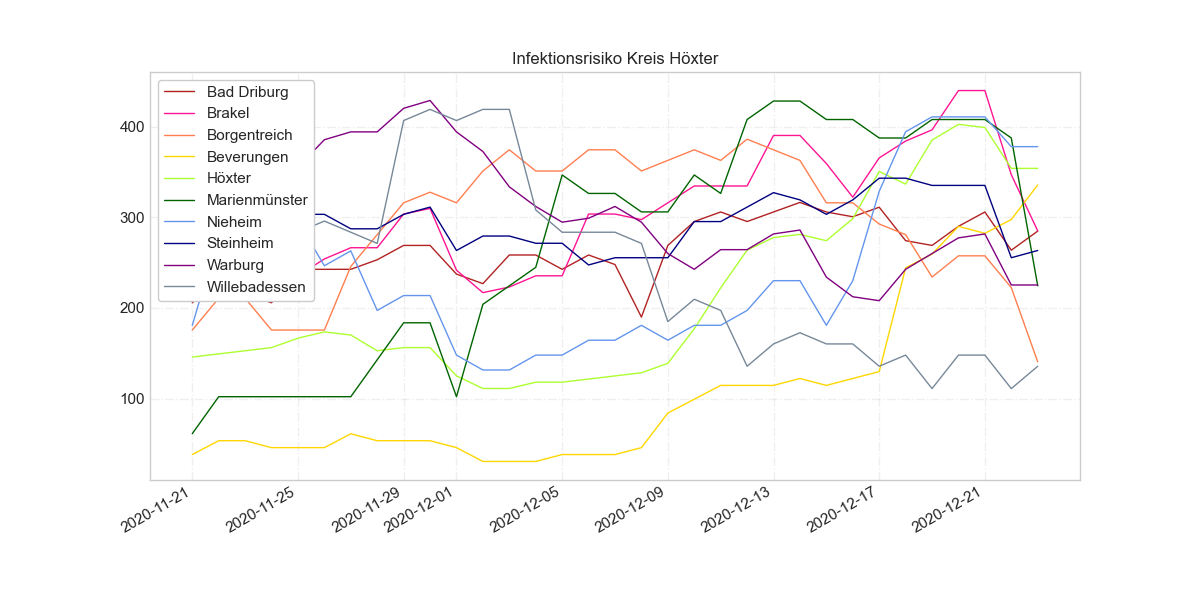 Infektionsrisiko Kreis Höxter
Bad Driburg
Brakel
Borgentreich
Beverungen
Höxter
Marienmünster
Nieheim
Steinheim
Warburg
Willebadessen
400
300
200
100
2020-11-21
2020-11-25
2020-11-29
2020-12-01
2020-12-05
2020-12-09
2020-12-13
2020-12-17
2020-12-21